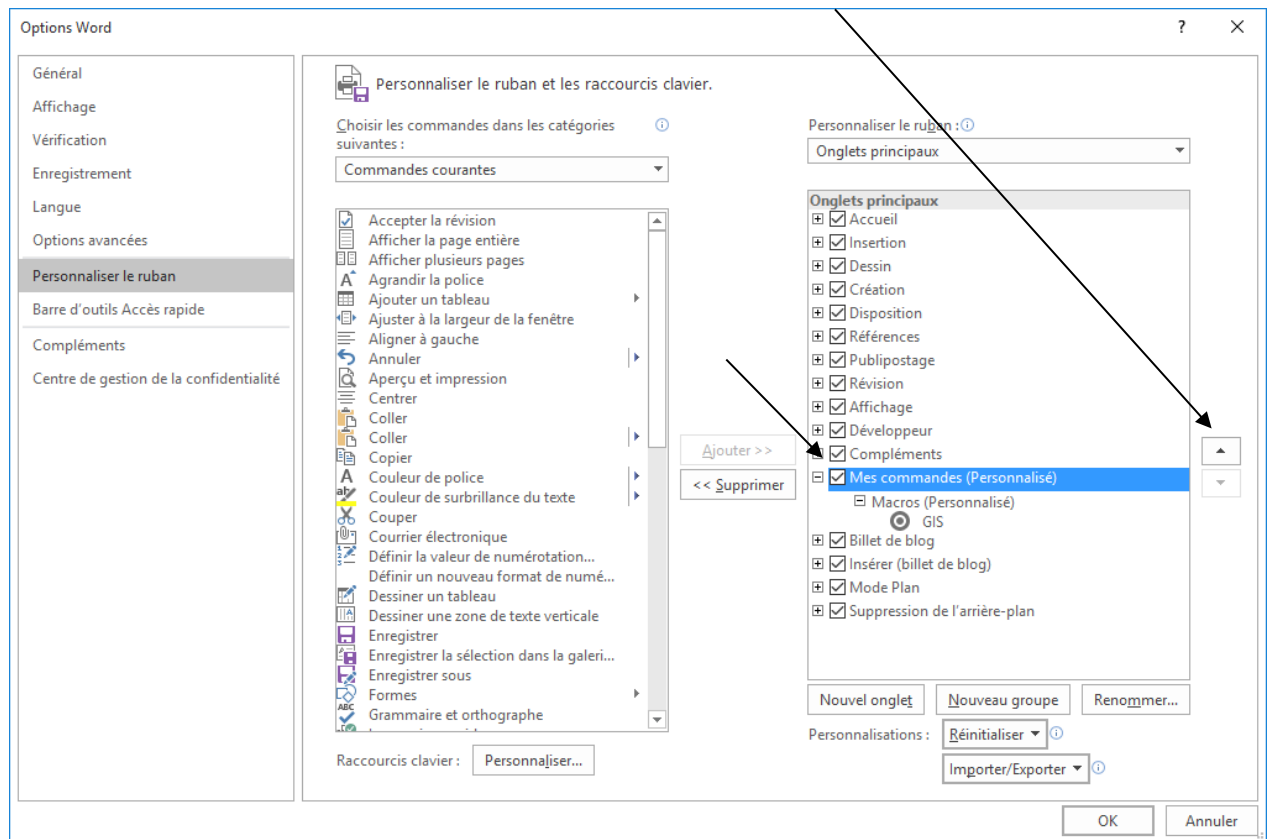 Options Word
?
Général
Affichage
Vérification
Enregistrement
Langue
Options avancées
Personnaliser le ruban
Barre d'outils Accès rapide
Compléments
Centre de gestion de la confidentialité
Personnaliser le ruban et les raccourcis clavier.
Choisir les commandes dans les catégories
suivantes :
Commandes courantes
Accepter la révision
Afficher la page entière
Afficher plusieurs pages
Agrandir la police
Ajouter un tableau
Ajuster à la largeur de la fenêtre
Aligner à gauche
Annuler
Aperçu et impression
Centrer
Coller
Coller
Copier
Couleur de police
Couleur de surbrillance du texte
Couper
Courrier électronique
Définir la valeur de numérotation...
Définir un nouveau format de numé...
Dessiner un tableau
Dessiner une zone de texte verticale
Enregistrer
Enregistrer la sélection dans la galeri...
Enregistrer sous
Formes
Grammaire et orthographe
Raccourcis clavier :
Personnaliser...
Ajouter >>
<< Supprimer
Personnaliser le ruban :
Onglets principaux
Onglets principaux
Accueil
Insertion
Dessin
Création
Disposition
Références
Publipostage
Révision
Affichage
Développeur
Compléments
Mes commandes (Personnalisé)
Macros (Personnalisé)
GIS
Billet de blog
Insérer (billet de blog)
Mode Plan
Suppression de l'arrière-plan
Nouvel onglet
Nouveau groupe
Renommer...
Personnalisations :
Réinitialiser
Importer/Exporter
OK
Annuler